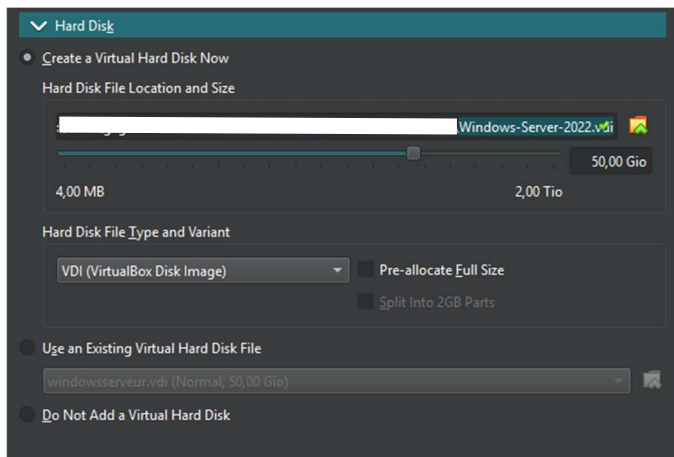 Hard Disk
Create a Virtual Hard Disk Now
Hard Disk File Location and Size
\Windows-Server-2022.vdi
50,00 Gio
4,00 MB 2,00 Tio
Hard Disk File Type and Variant
VDI (VirtualBox Disk Image) Pre-allocate Full Size
Split Into 2GB Parts
Use an Existing Virtual Hard Disk File
windowsserveur.vdi (Normal, 50,00 Gio)
Do Not Add a Virtual Hard Disk